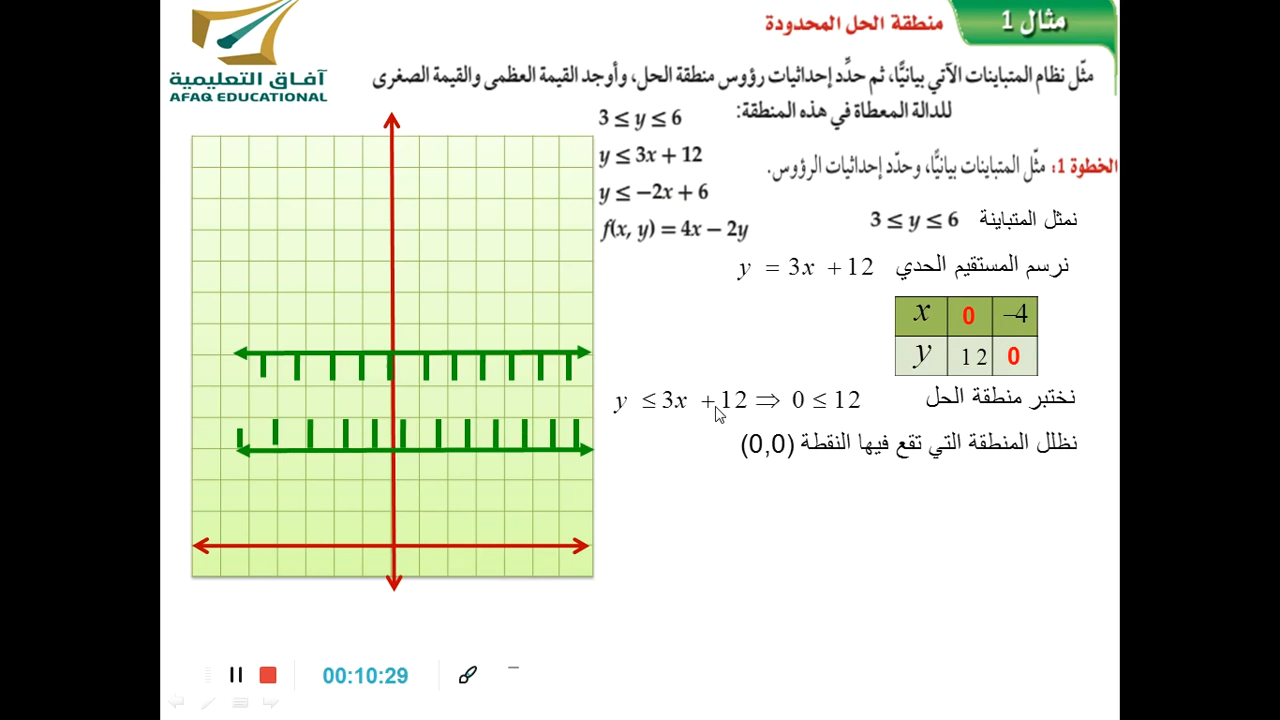 مثال 1
منطقة الحل المحدودة
آفاق التعليمية
AFAQ EDUCATIONAL
مثّل نظام المتباينات الآتي بيانيًّا، ثم حدِّد إحداثيات رؤوس منطقة الحل، وأوجد القيمة العظمى والقيمة الصغرى
للدالة المعطاة في هذه المنطقة:
3 ≤ y ≤ 6
y ≤ 3x + 12
y ≤ −2x + 6
f(x, y) = 4x − 2y
الخطوة 1: مثّل المتباينات بيانيًّا، وحدّد إحداثيات الرؤوس.
نمثل المتباينة 3 ≤ y ≤ 6
نرسم المستقيم الحدي y = 3x + 12
x 0 −4
y 12 0
نختبر منطقة الحل y ≤ 3x + 12 ⇒ 0 ≤ 12
نظلل المنطقة التي تقع فيها النقطة (0,0)
00:10:29